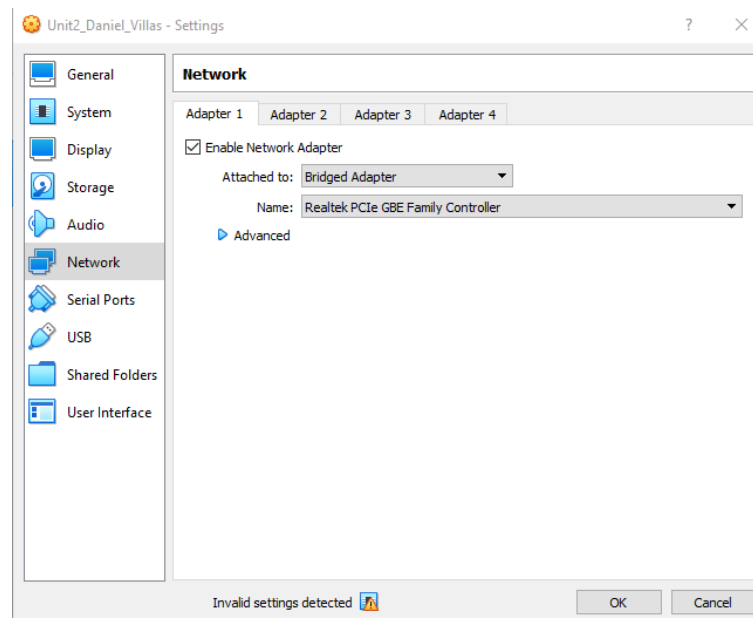 Unit2_Daniel_Villas - Settings
?
General
System
Display
Storage
Audio
Network
Serial Ports
USB
Shared Folders
User Interface
Network
Adapter 1 Adapter 2 Adapter 3 Adapter 4
Enable Network Adapter
Attached to: Bridged Adapter
Name: Realtek PCIe GBE Family Controller
Advanced
Invalid settings detected
OK Cancel